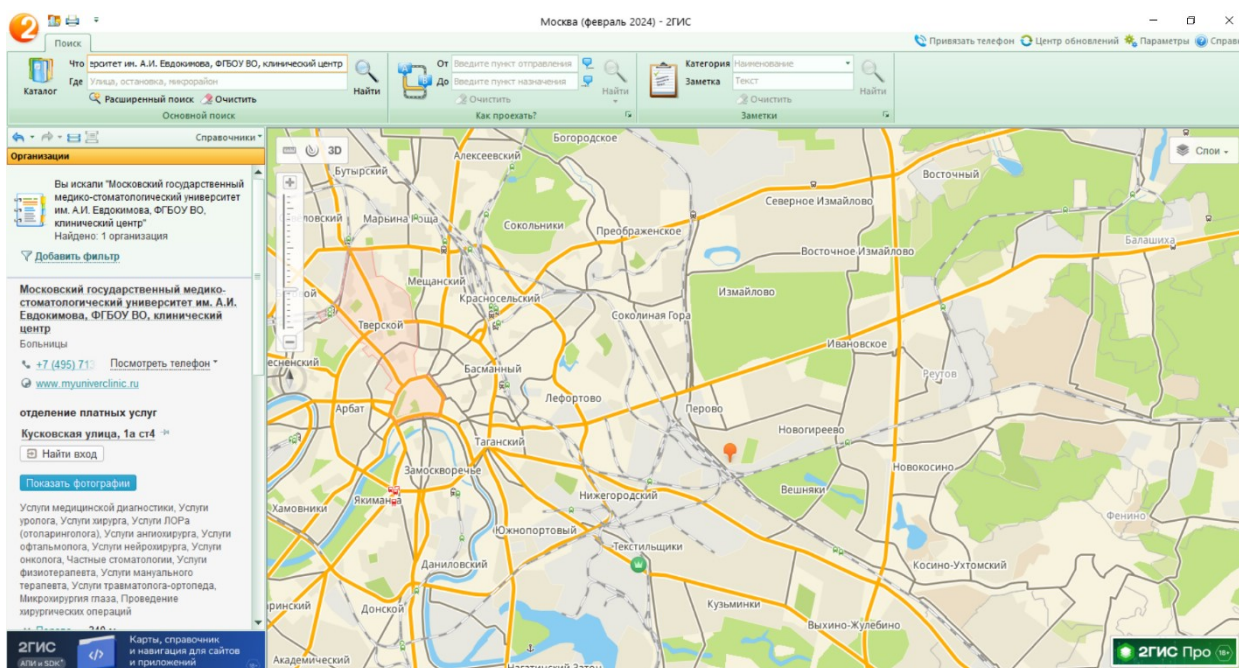 Москва (февраль 2024) - 2ГИС
Поиск
Привязать телефон Центр обновлений Параметры Справ
Что ерситет им. А.И. Евдокимова, ФГБОУ ВО, клинический центр
Где Улица, остановка, микрорайон
Каталог
Расширенный поиск Очистить
Найти
Основной поиск
От Введите пункт отправления
До Введите пункт назначения
Очистить
Найти
Как проехать?
Категория Наименование
Заметка Текст
Очистить
Найти
Заметки
Справочники
Организации
Вы искали "Московский государственный
медико-стоматологический университет
им. А.И. Евдокимова, ФГБОУ ВО,
клинический центр"
Найдено: 1 организация
Добавить фильтр
Московский государственный медико-
стоматологический университет им. А.И.
Евдокимова, ФГБОУ ВО, клинический
центр
Больницы
+7 (495) 71 Посмотреть телефон
www.myuniverclinic.ru
отделение платных услуг
Кусковская улица, 1а ст4
Найти вход
Показать фотографии
Услуги медицинской диагностики, Услуги
уролога, Услуги хирурга, Услуги ЛОРа
(отоларинголога), Услуги ангиохирурга, Услуги
офтальмолога, Услуги нейрохирурга, Услуги
онколога, Частные стоматологии, Услуги
физиотерапевта, Услуги мануального
терапевта, Услуги травматолога-ортопеда,
Микрохирургия глаза, Проведение
хирургических операций
2ГИС
АПИ и SDK
Карты, справочник
и навигация для сайтов
и приложений
3D
Слои
Богородское
Алексеевский
Бутырский
Восточный
Северное Измайлово
ловский
Марьина Роща
Сокольники
Преображенское
Балашиха
Восточное Измайлово
Мещанский
Измайлово
ной
Красносельский
Соколиная Гора
Тверской
Ивановское
есненский
Басманный
Реутов
Лефортово
Арбат
Перово
Новогиреево
Таганский
Замоскворечье
Новокосино
Нижегородский
Вешняки
Якиманка
Хамовники
Фенино
Южнопортовый
Текстильщики
Даниловский
Косино-Ухтомский
аринский
Донской
Кузьминки
Выхино-Жулебино
Академический
Нагатинский Затон
2ГИС Про 18+